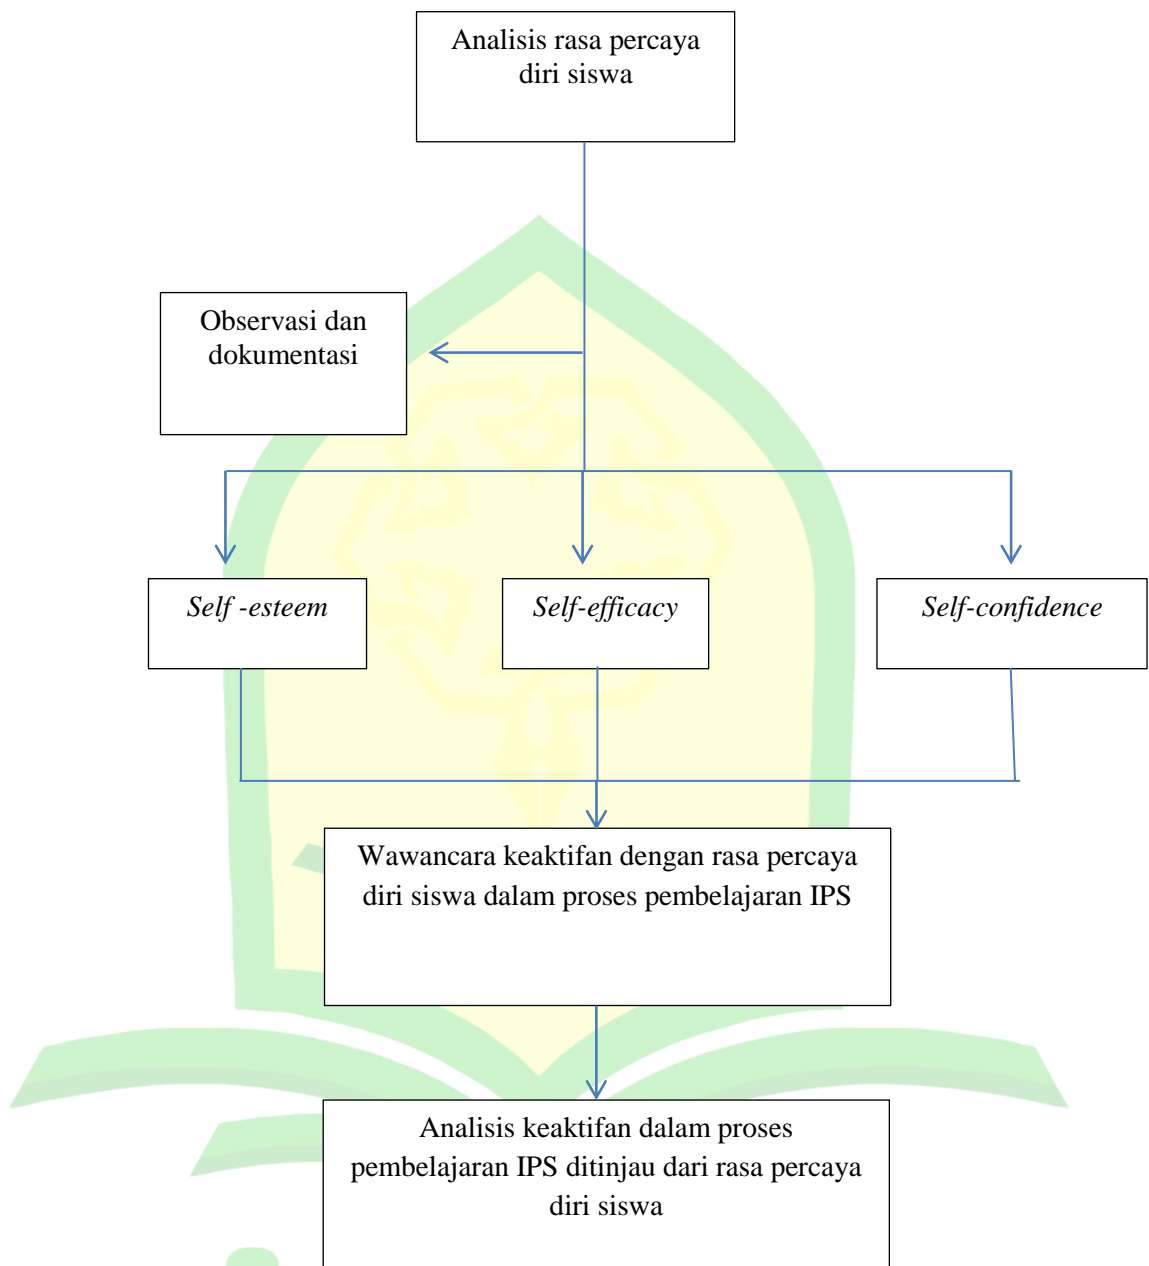 Analisis rasa percaya
diri siswa
Observasi dan
dokumentasi
Self -esteem
Self-efficacy
Self-confidence
Wawancara keaktifan dengan rasa percaya
diri siswa dalam proses pembelajaran IPS
Analisis keaktifan dalam proses
pembelajaran IPS ditinjau dari rasa percaya
diri siswa